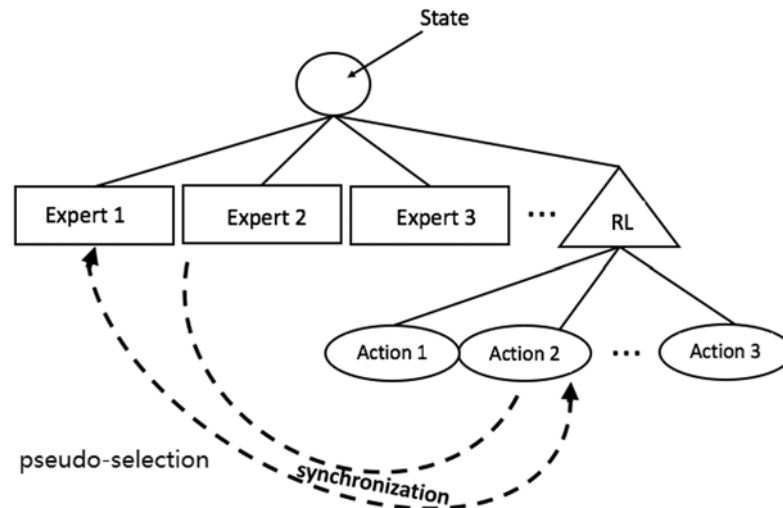 State
Expert 1
Expert 2
Expert 3
...
RL
Action 1
Action 2
...
Action 3
pseudo-selection
synchronization